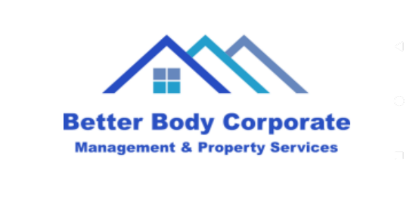 Better Body Corporate
Management & Property Services